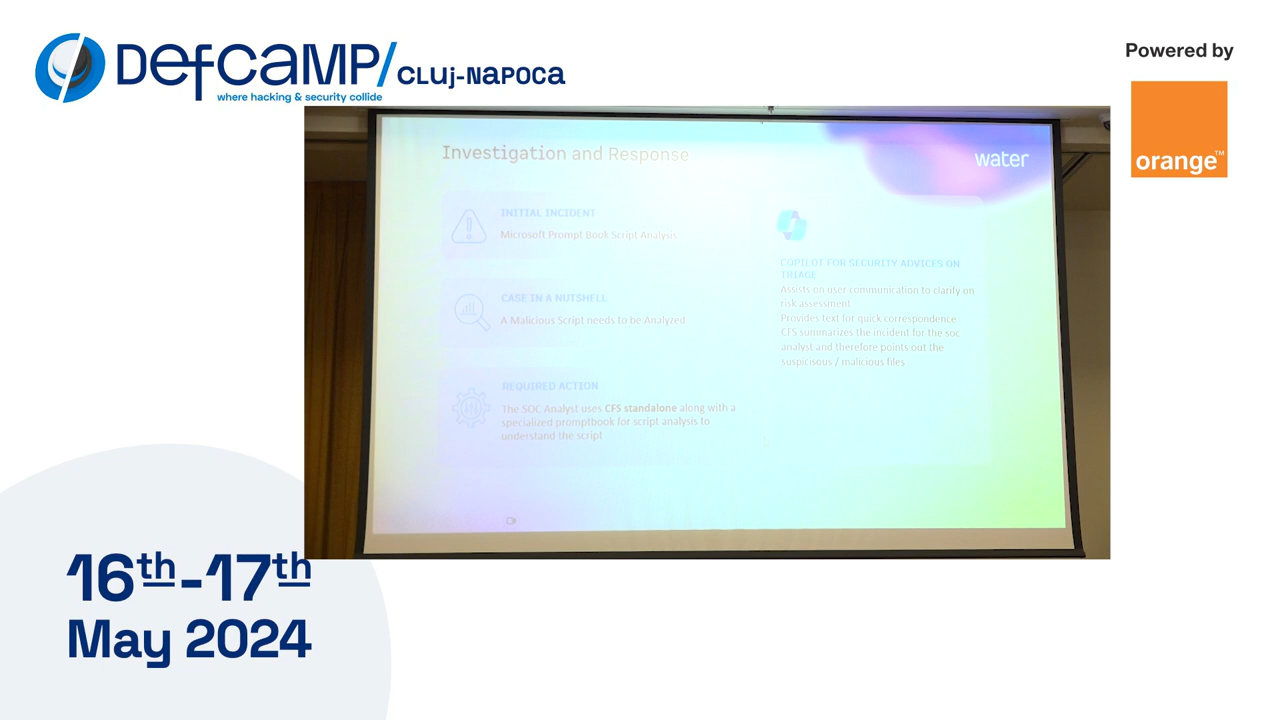 DefCamp/ CLUJ-NAPOCA
where hacking & security collide
Powered by
orange™
Investigation and Response
water
INITIAL INCIDENT
Microsoft Prompt Book Script Analysis
CASE IN A NUTSHELL
A Malicious Script needs to be Analyzed
REQUIRED ACTION
The SOC Analyst uses CFS standalone along with a
specialized promptbook for script analysis to
understand the script
COPILOT FOR SECURITY ADVICES ON
TRIAGE
Assists on user communication to clarify on
risk assessment
Provides text for quick correspondence
CFS summarizes the incident for the soc
analyst and therefore points out the
suspicisous / malicious files
16th-17th
May 2024